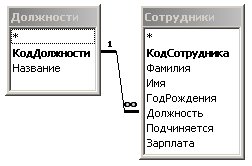 Должности
*
КодДолжности
Название
1
∞
Сотрудники
*
КодСотрудника
Фамилия
Имя
ГодРождения
Должность
Подчиняется
Зарплата